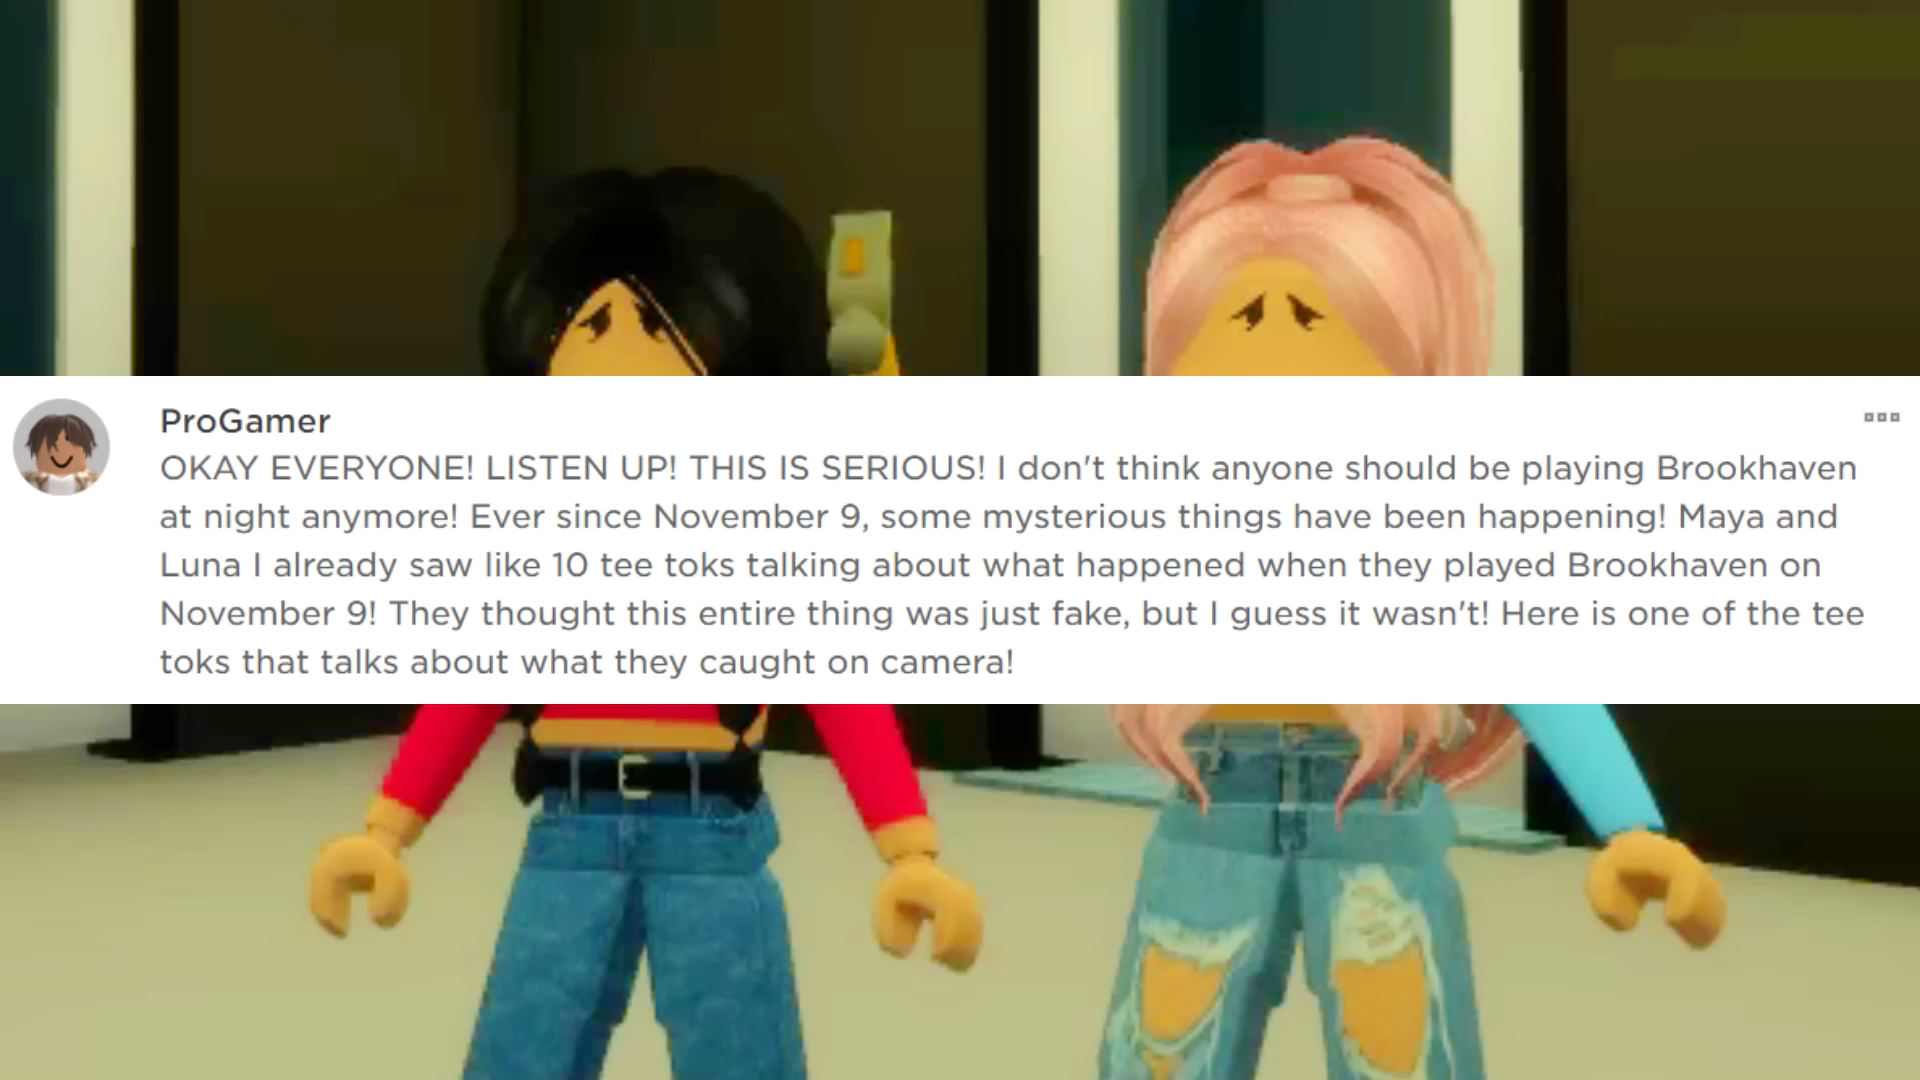 ProGamer
OKAY EVERYONE! LISTEN UP! THIS IS SERIOUS! I don't think anyone should be playing Brookhaven
at night anymore! Ever since November 9, some mysterious things have been happening! Maya and
Luna I already saw like 10 tee toks talking about what happened when they played Brookhaven on
November 9! They thought this entire thing was just fake, but I guess it wasn't! Here is one of the tee
toks that talks about what they caught on camera!